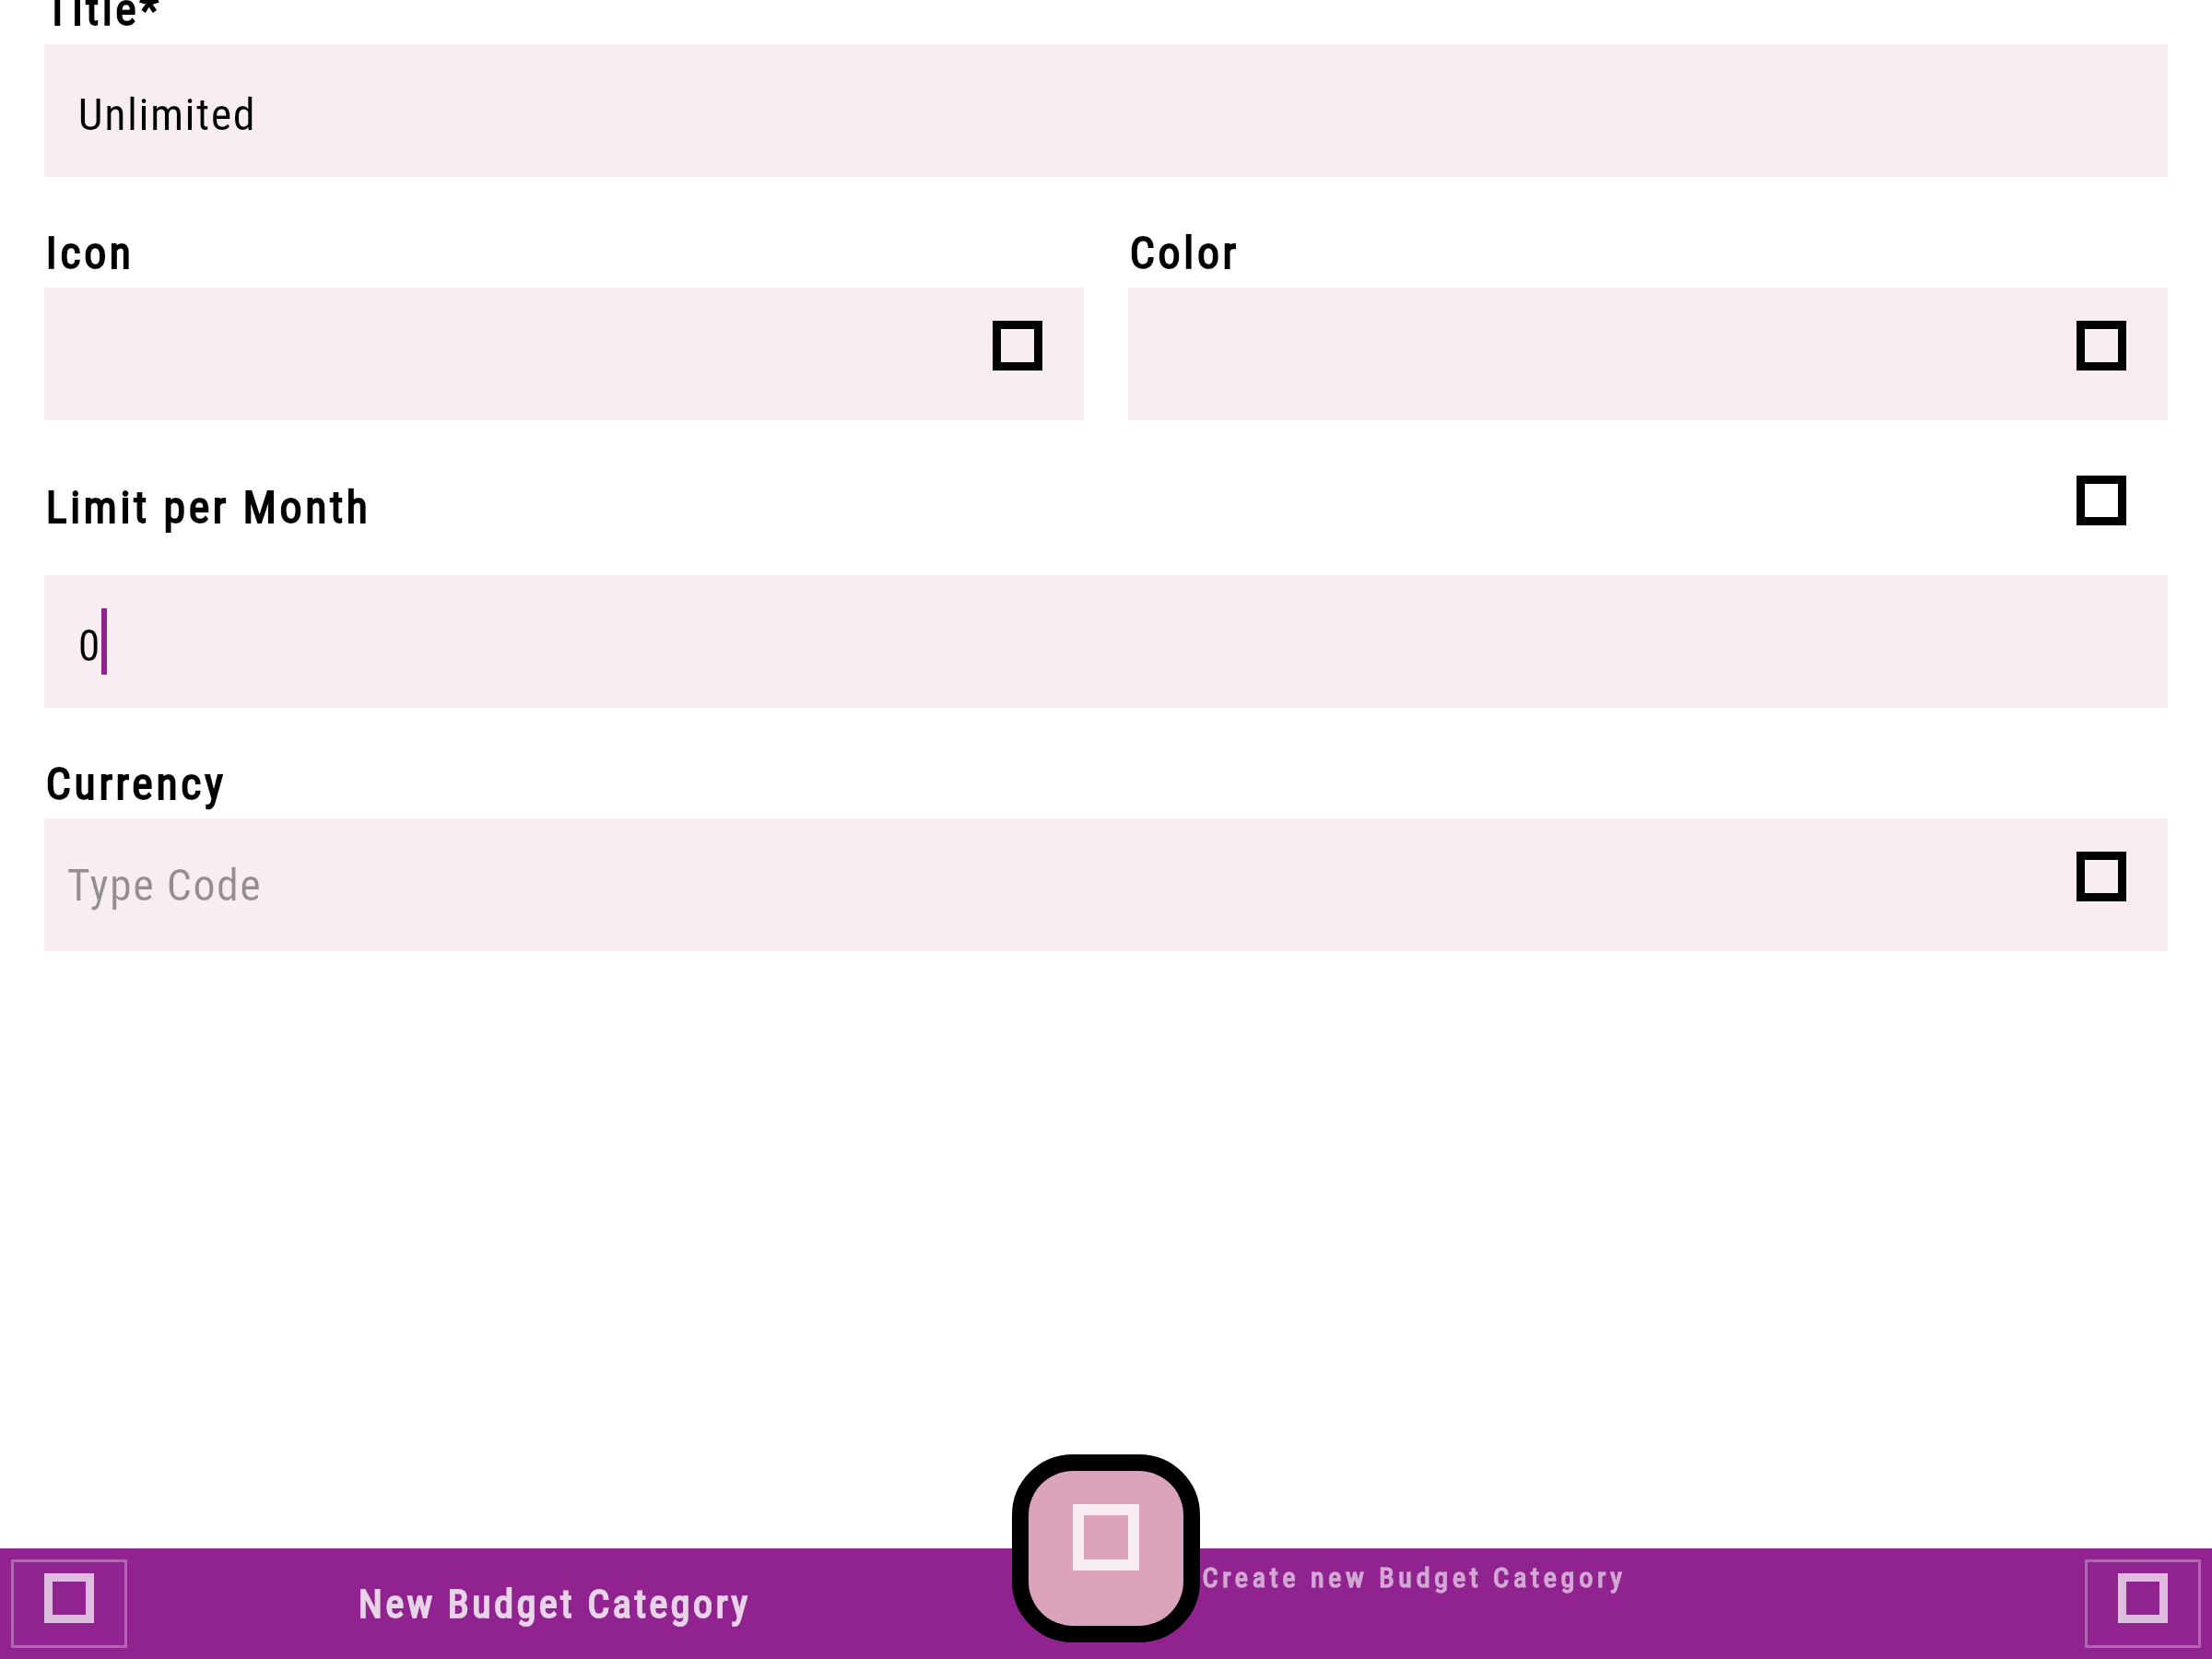 Title*
Unlimited
Icon
Color
Limit per Month
0
Currency
Type Code
New Budget Category
Create new Budget Category